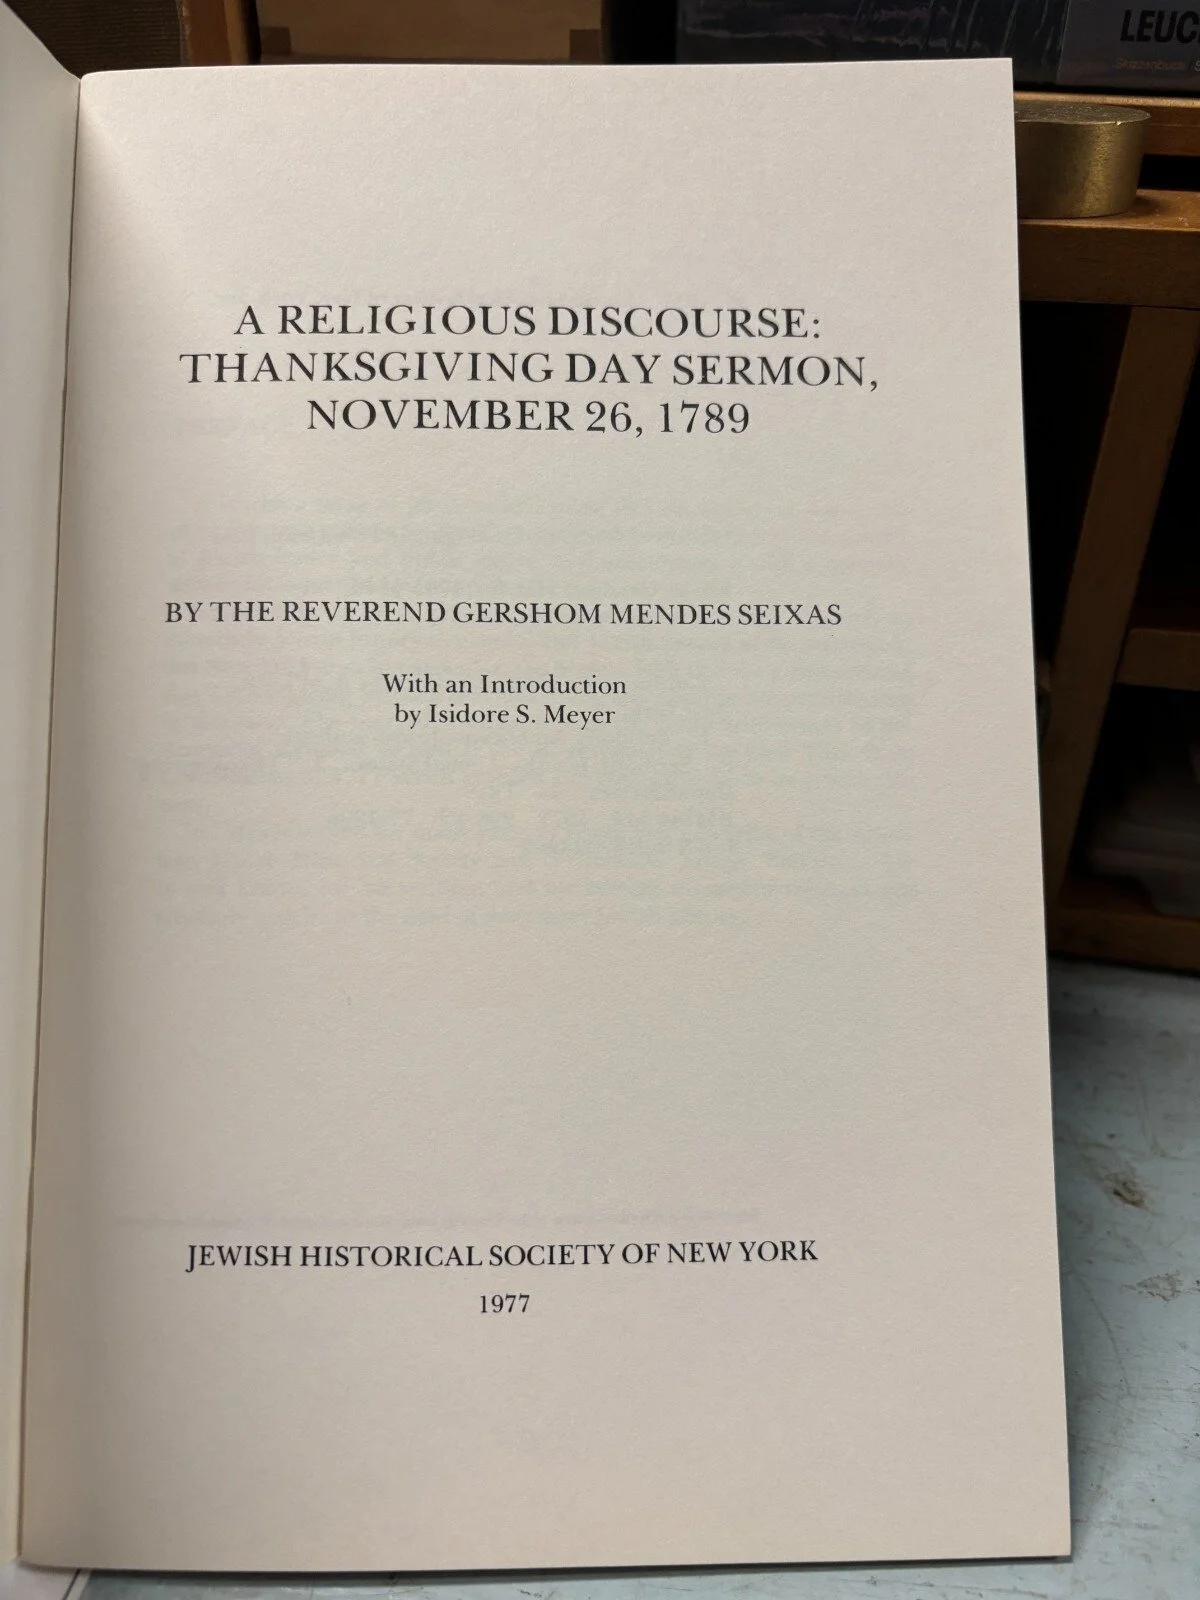 LEUC
A RELIGIOUS DISCOURSE:
THANKSGIVING DAY SERMON,
NOVEMBER 26, 1789
BY THE REVEREND GERSHOM MENDES SEIXAS
With an Introduction
by Isidore S. Meyer
JEWISH HISTORICAL SOCIETY OF NEW YORK
1977